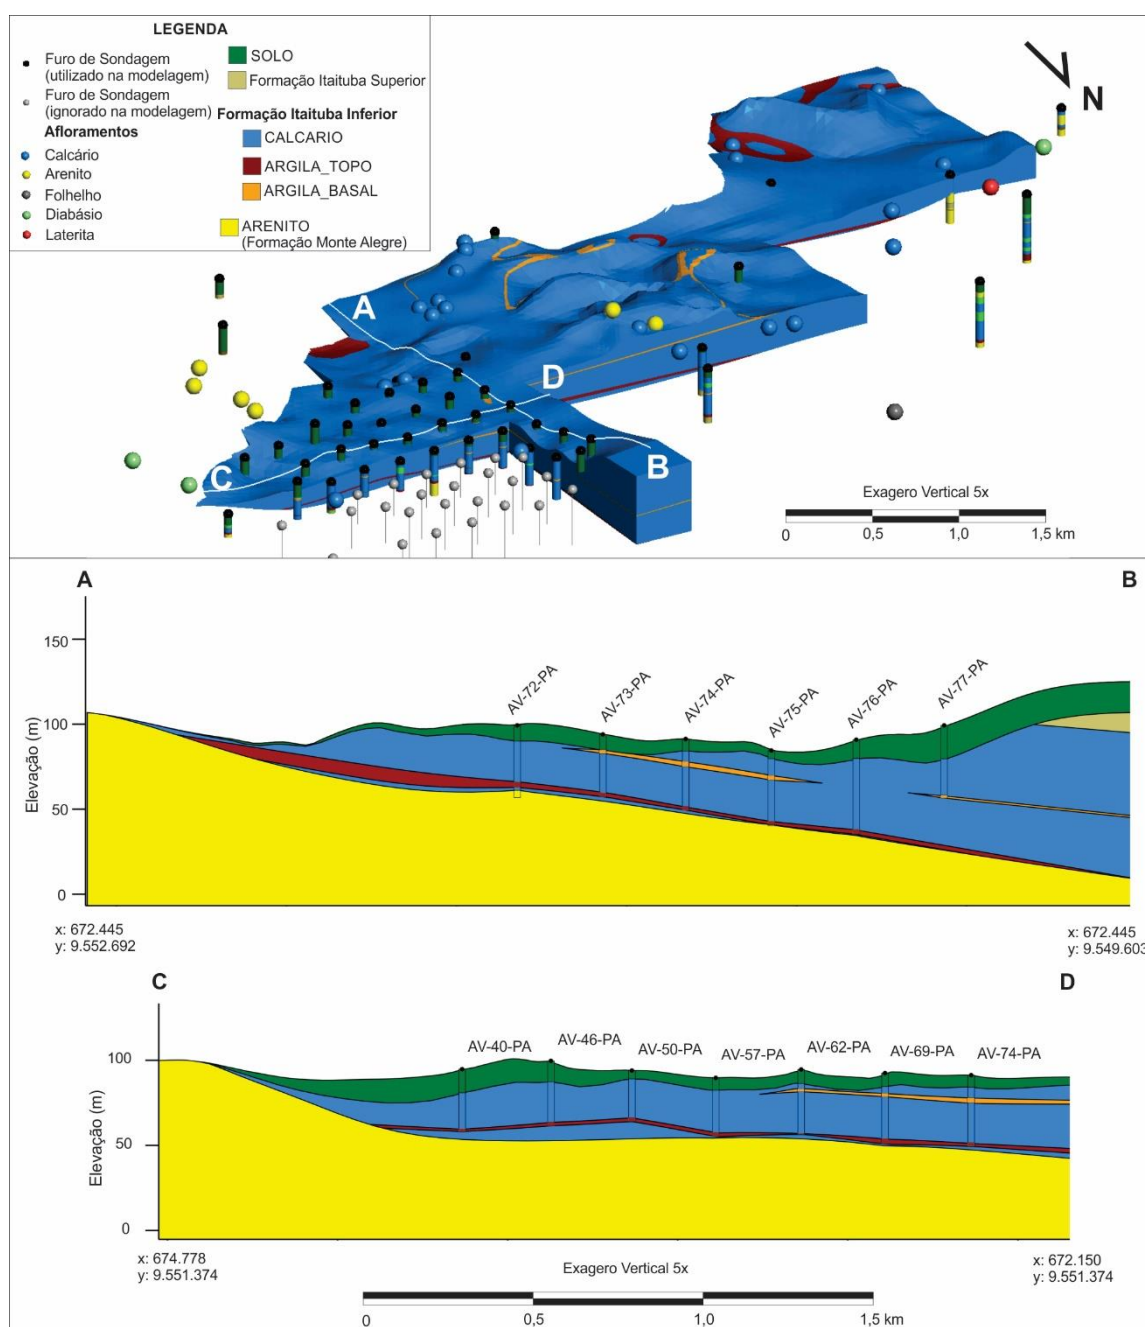 LEGENDA
Furo de Sondagem
(utilizado na modelagem)
Furo de Sondagem
(ignorado na modelagem)
Afloramentos
Calcário
Arenito
Folhelho
Diabásio
Laterita
SOLO
Formação Itaituba Superior
Formação Itaituba Inferior
CALCARIO
ARGILA_TOPO
ARGILA_BASAL
ARENITO
(Formação Monte Alegre)
N
A
D
C
B
Exagero Vertical 5x
0 0,5 1,0 1,5 km
A B
Elevação (m)
150
100
50
0
AV-72-PA
AV-73-PA
AV-74-PA
AV-75-PA
AV-76-PA
AV-77-PA
x: 672.445
y: 9.552.692
x: 672.445
y: 9.549.603
C D
Elevação (m)
100
50
0
AV-40-PA
AV-46-PA
AV-50-PA
AV-57-PA
AV-62-PA
AV-69-PA
AV-74-PA
x: 674.778
y: 9.551.374
x: 672.150
y: 9.551.374
Exagero Vertical 5x
0 0,5 1,0 1,5 km